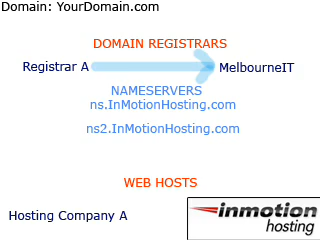 Domain: YourDomain.com
DOMAIN REGISTRARS
Registrar A MelbourneIT
NAMESERVERS
ns.InMotionHosting.com
ns2.InMotionHosting.com
WEB HOSTS
Hosting Company A
inmotion
hosting